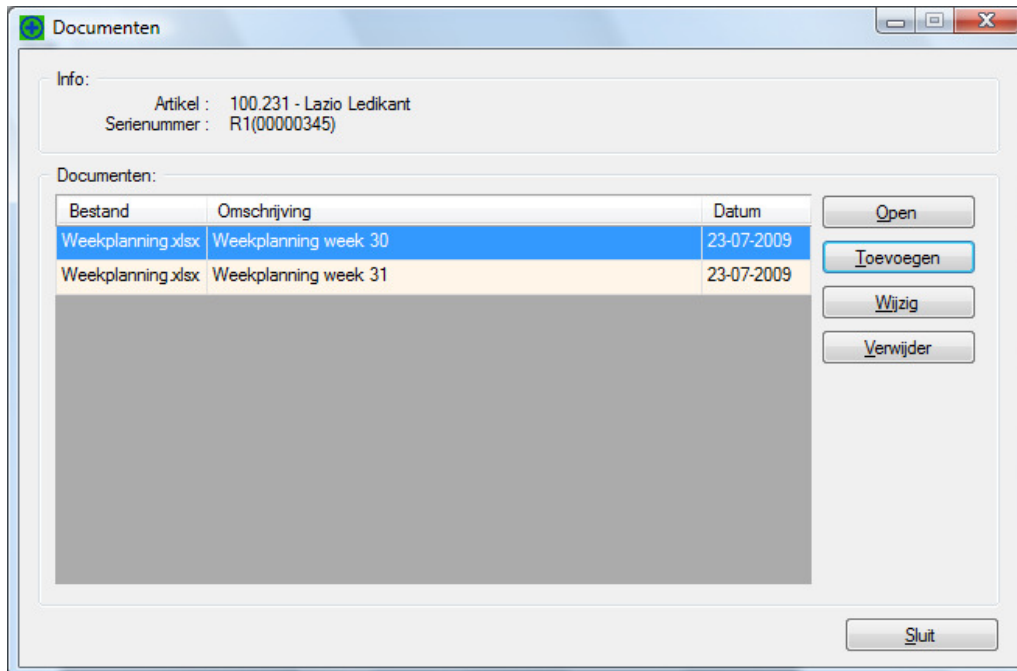 Documenten
Info:
Artikel : 100.231 - Lazio Ledikant
Serienummer : R1(00000345)
Documenten:
Bestand Omschrijving Datum
Weekplanning.xlsx Weekplanning week 30 23-07-2009
Weekplanning.xlsx Weekplanning week 31 23-07-2009
Open
Toevoegen
Wijzig
Verwijder
Sluit